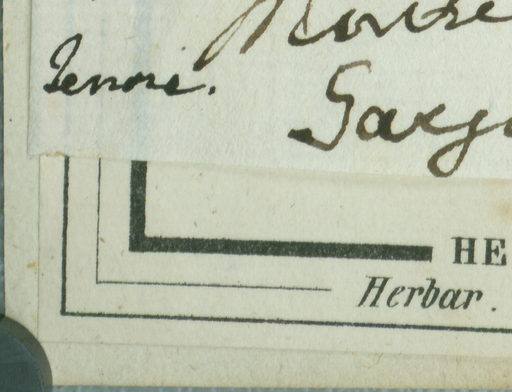 Tenore.
Garg
HE
Herbar.